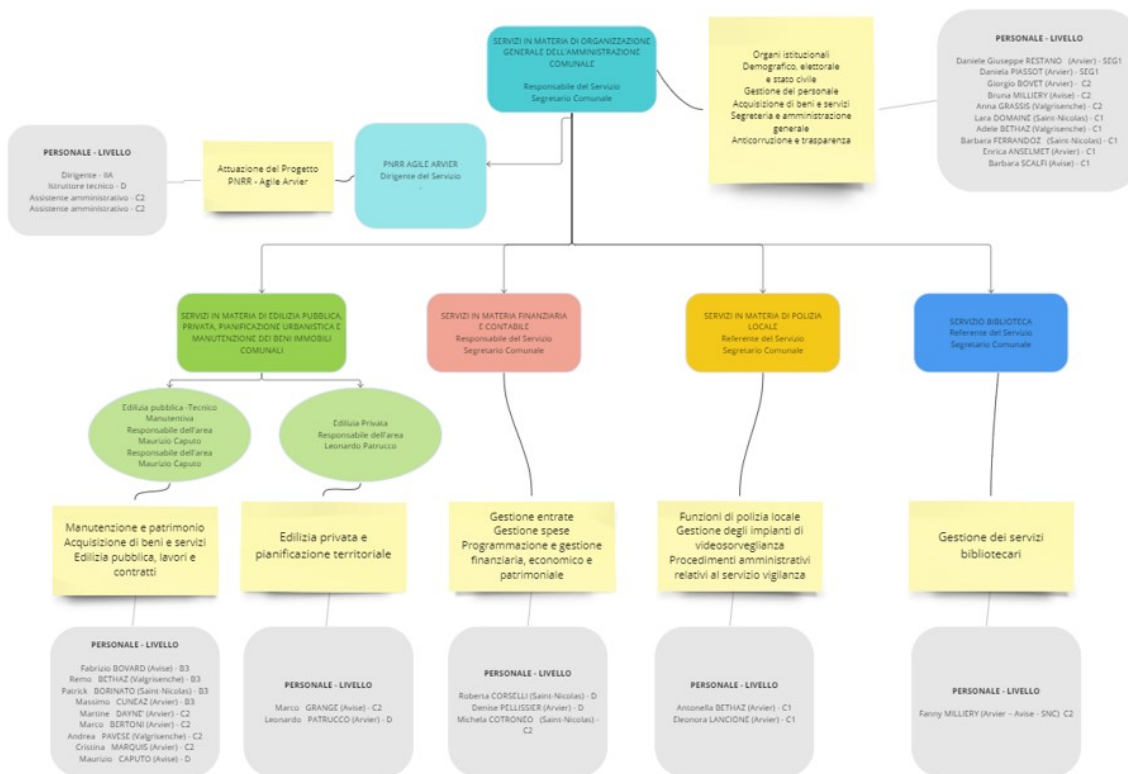 SERVIZI IN MATERIA DI ORGANIZZAZIONE
GENERALE DELL'AMMINISTRAZIONE
COMUNALE
Responsabile del Servizio
Segretario Comunale
Organi istituzionali
Demografico, elettorale
e stato civile
Gestione del personale
Acquisizione di beni e servizi
Segreteria e amministrazione
generale
Anticorruzione e trasparenza
PERSONALE - LIVELLO
Daniele Giuseppe RESTANO (Arvier) - SEG1
Daniela PIASSOT (Arvier) - SEG1
Giorgio BOVET (Arvier) - C2
Bruna MILLIERY (Avise) - C2
Anna GRASSIS (Valgrisenche) - C2
Lara DOMAINE (Saint-Nicolas) - C1
Adele BETHAZ (Valgrisenche) - C1
Barbara FERRANDOZ (Saint-Nicolas) - C1
Enrica ANSELMET (Arvier) - C1
Barbara SCALFI (Avise) - C1
PERSONALE - LIVELLO
Dirigente - IIA
Istruttore tecnico - D
Assistente amministrativo - C2
Assistente amministrativo - C2
Attuazione del Progetto
PNRR - Agile Arvier
PNRR AGILE ARVIER
Dirigente del Servizio
-
SERVIZI IN MATERIA DI EDILIZIA PUBBLICA,
PRIVATA, PIANIFICAZIONE URBANISTICA E
MANUTENZIONE DEI BENI IMMOBILI
COMUNALI
SERVIZI IN MATERIA FINANZIARIA
E CONTABILE
Responsabile del Servizio
Segretario Comunale
SERVIZI IN MATERIA DI POLIZIA
LOCALE
Referente del Servizio
Segretario Comunale
SERVIZIO BIBLIOTECA
Referente del Servizio
Segretario Comunale
Edilizia pubblica -Tecnico
Manutentiva
Responsabile dell'area
Maurizio Caputo
Responsabile dell'area
Maurizio Caputo
Edilizia Privata
Responsabile dell'area
Leonardo Patrucco
Manutenzione e patrimonio
Acquisizione di beni e servizi
Edilizia pubblica, lavori e
contratti
Edilizia privata e
pianificazione territoriale
Gestione entrate
Gestione spese
Programmazione e gestione
finanziaria, economico e
patrimoniale
Funzioni di polizia locale
Gestione degli impianti di
videosorveglianza
Procedimenti amministrativi
relativi al servizio vigilanza
Gestione dei servizi
bibliotecari
PERSONALE - LIVELLO
Fabrizio BOVARD (Avise) - B3
Remo BETHAZ (Valgrisenche) - B3
Patrick BORINATO (Saint-Nicolas) - B3
Massimo CUNEAZ (Arvier) - B3
Martine DAYNE' (Arvier) - C2
Marco BERTONI (Arvier) - C2
Andrea PAVESE (Valgrisenche) - C2
Cristina MARQUIS (Arvier) - C2
Maurizio CAPUTO (Avise) - D
PERSONALE - LIVELLO
Marco GRANGE (Avise) - C2
Leonardo PATRUCCO (Arvier) - D
PERSONALE - LIVELLO
Roberta CORSELLI (Saint-Nicolas) - D
Denise PELLISSIER (Arvier) - D
Michela COTRONEO (Saint-Nicolas) -
C2
PERSONALE - LIVELLO
Antonella BETHAZ (Arvier) - C1
Eleonora LANCIONE (Arvier) - C1
PERSONALE - LIVELLO
Fanny MILLIERY (Arvier – Avise - SNC) C2